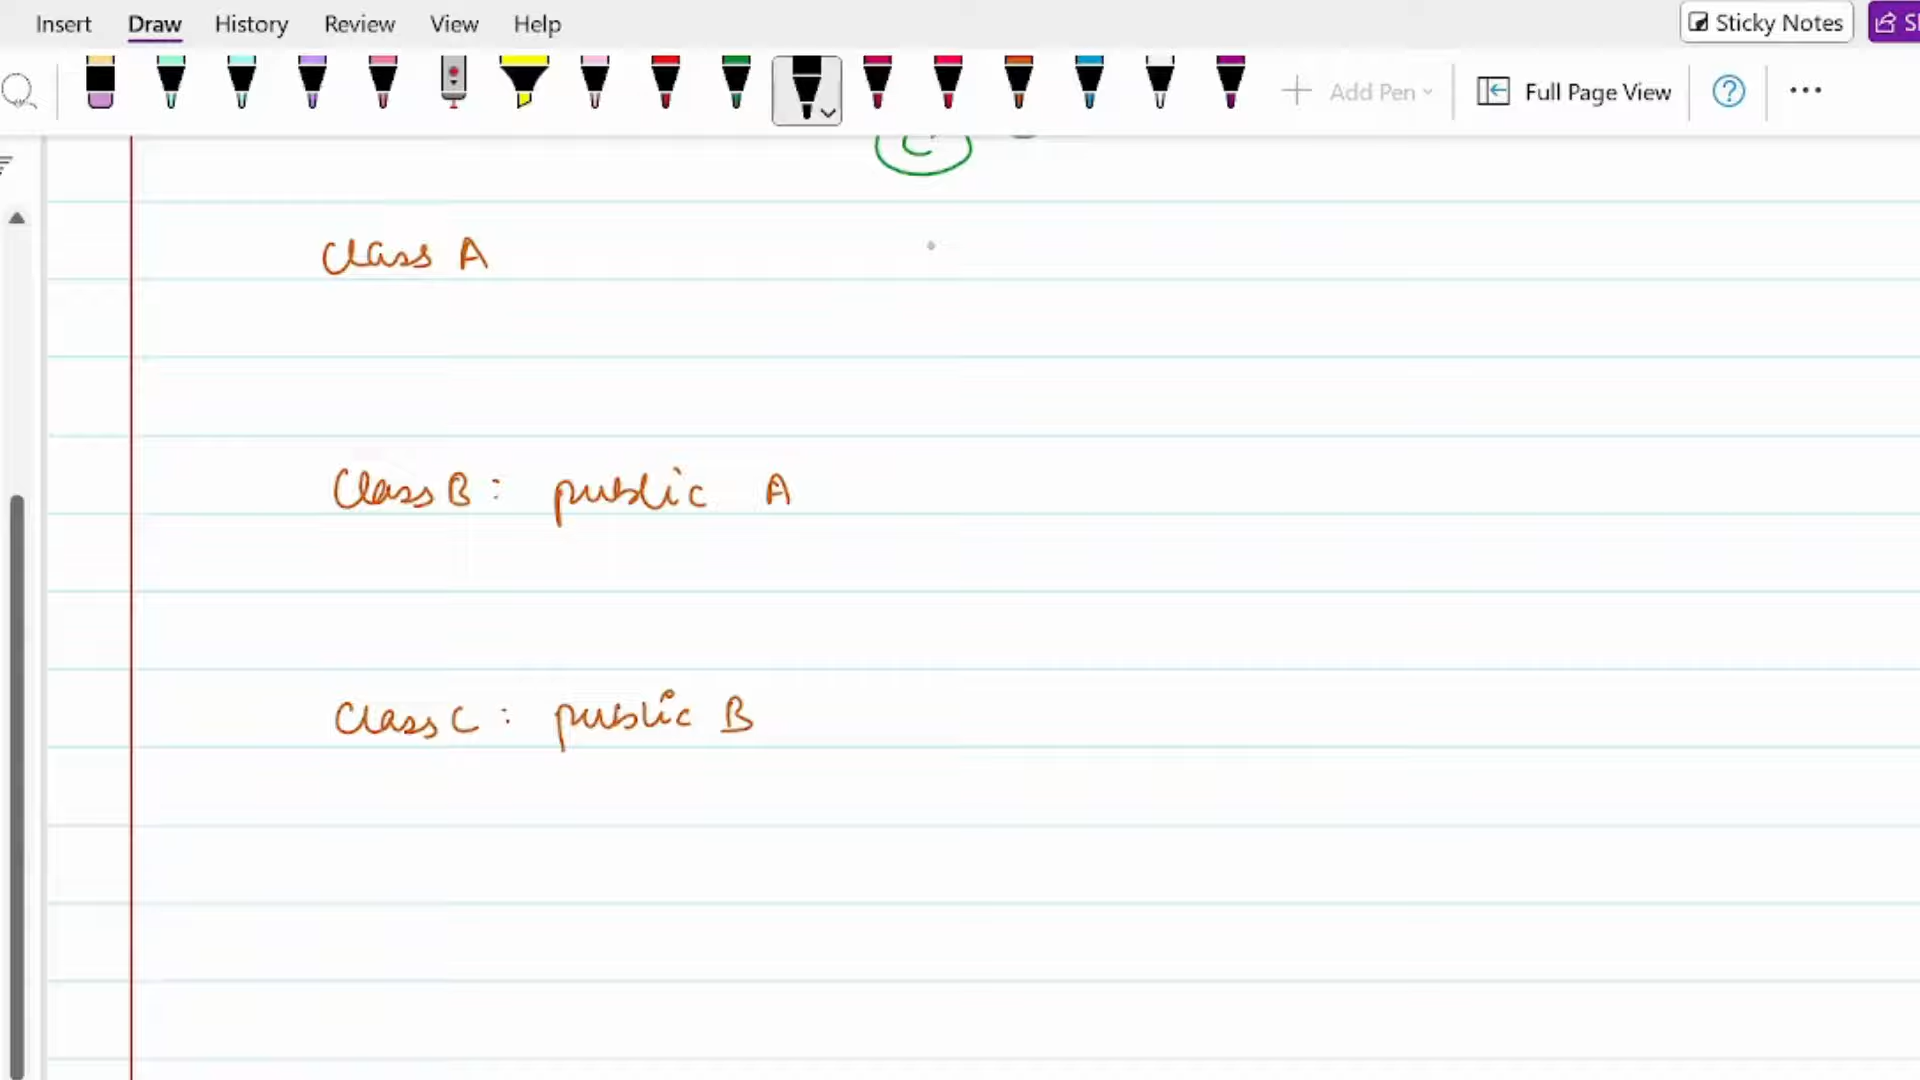 Insert Draw History Review View Help Sticky Notes
Add Pen Full Page View
C
Class A
Class B : public A
Class C : public B